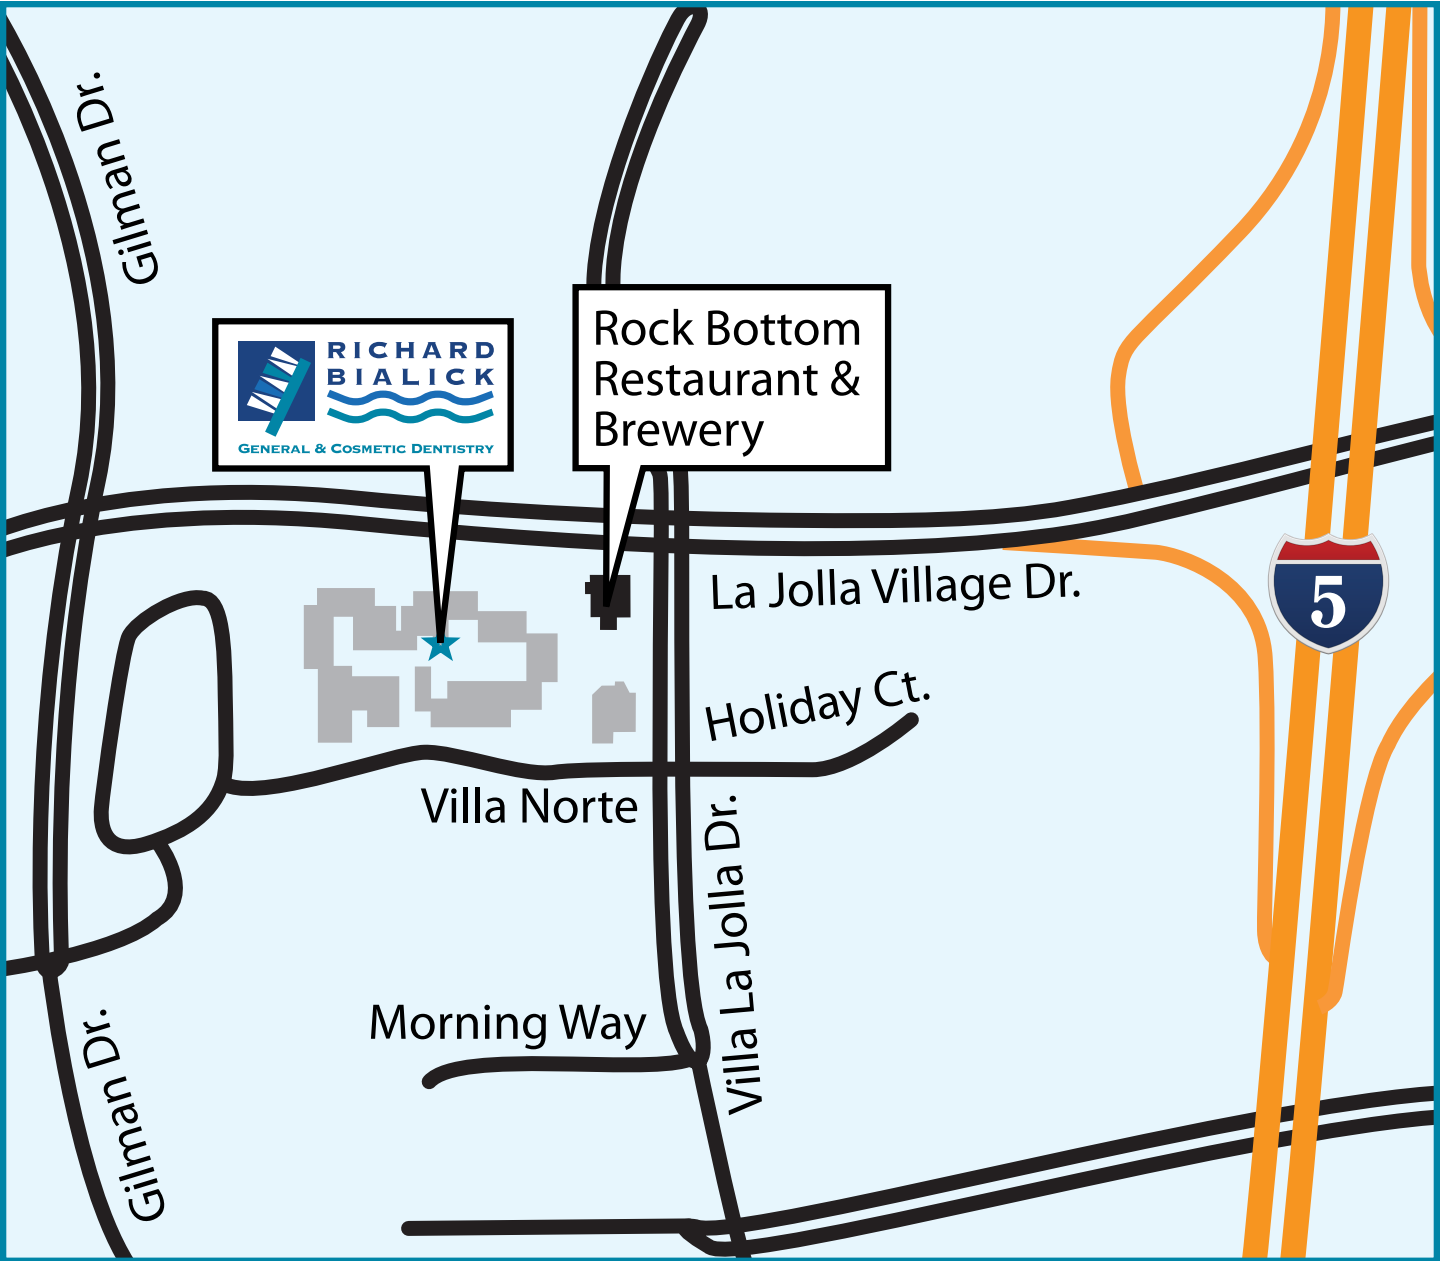 Gilman Dr.
RICHARD
BIALICK
GENERAL & COSMETIC DENTISTRY
Rock Bottom
Restaurant &
Brewery
La Jolla Village Dr.
5
Holiday Ct.
Villa Norte
Villa La Jolla Dr.
Morning Way
Gilman Dr.